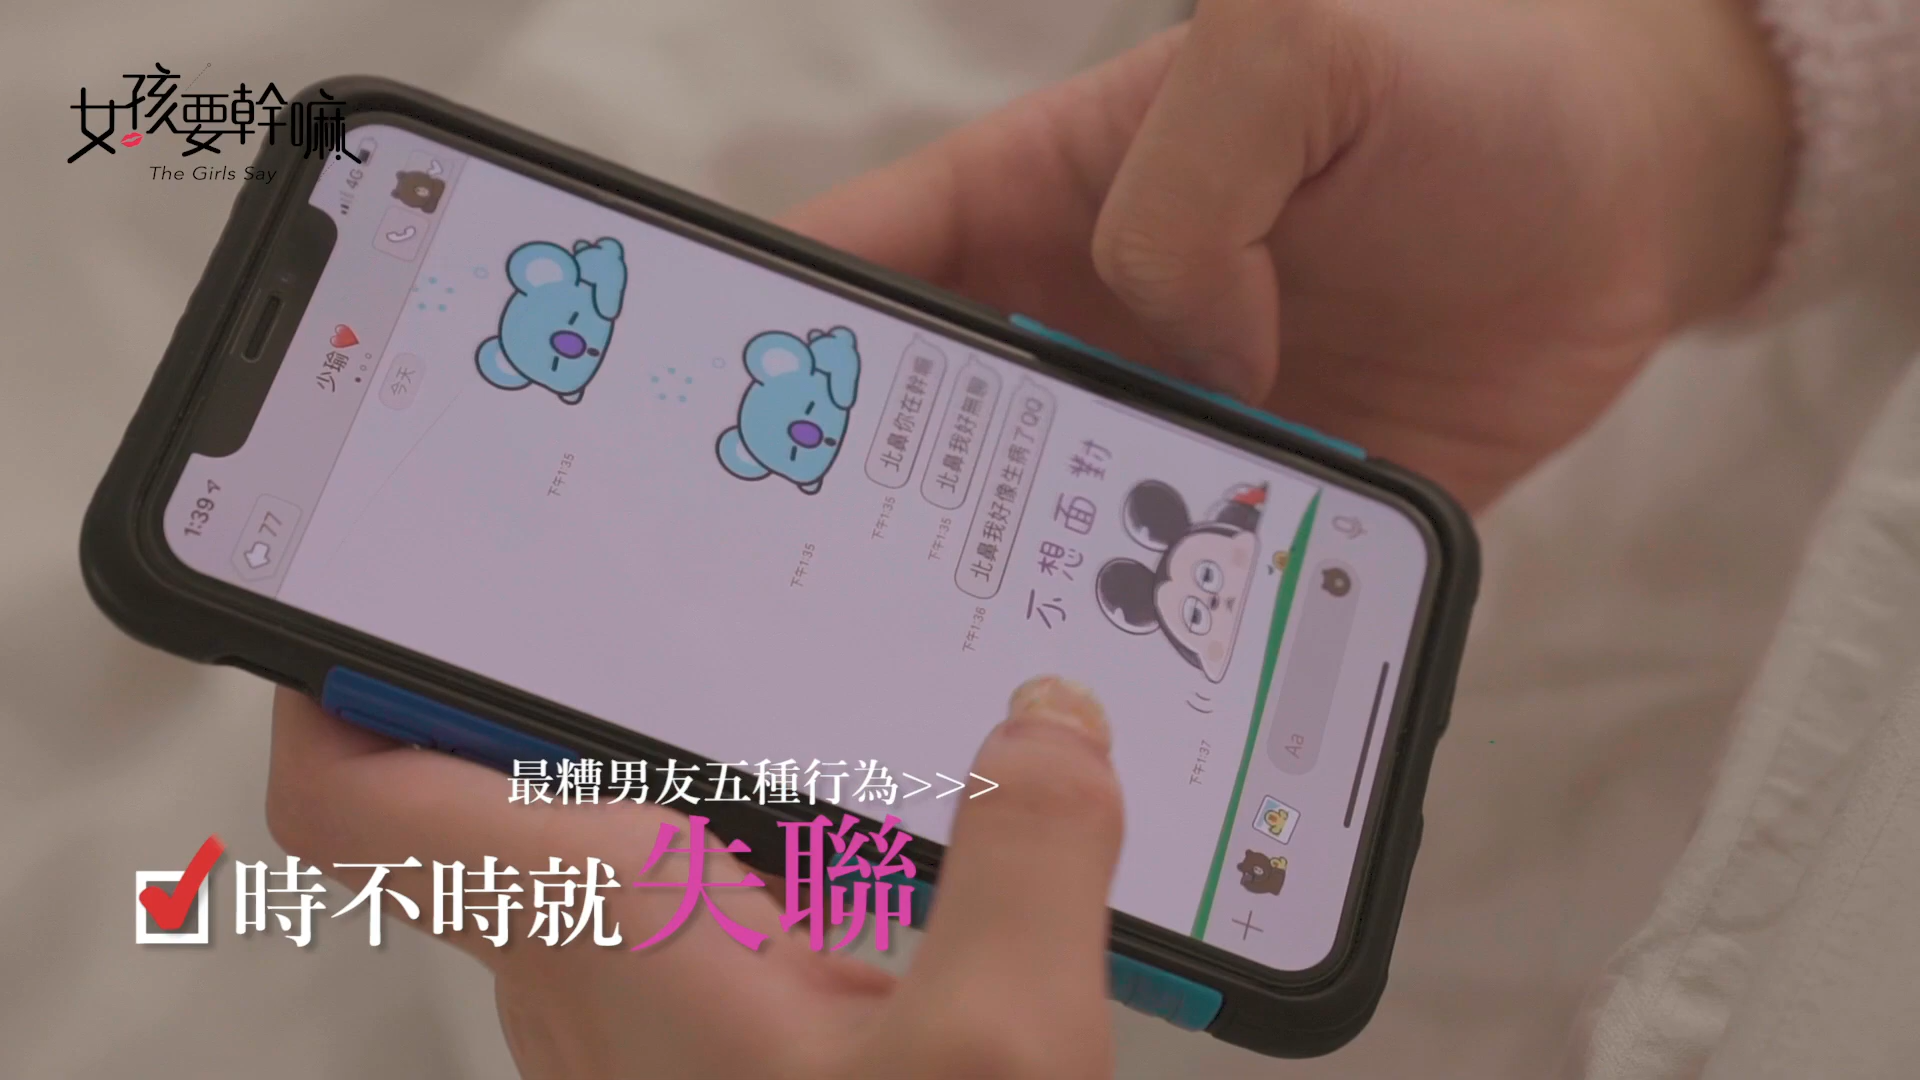 女孩要幹嘛
The Girls Say
4G
1:39
77
少瑜
今天
下午1:35
下午1:35
北鼻你在幹嘛
下午1:35
北鼻我好無聊
下午1:35
北鼻我好像生病了QQ
下午1:36
不想面對
下午1:37
Aa
最糟男友五種行為>>>
時不時就失聯